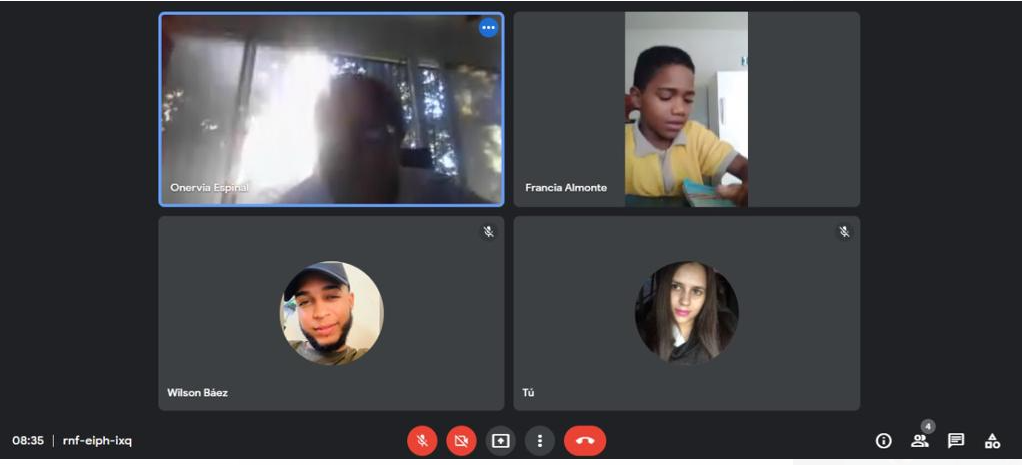 Onervia Espinal
Francia Almonte
Wilson Báez
Tú
08:35 | rnf-eiph-ixq
4